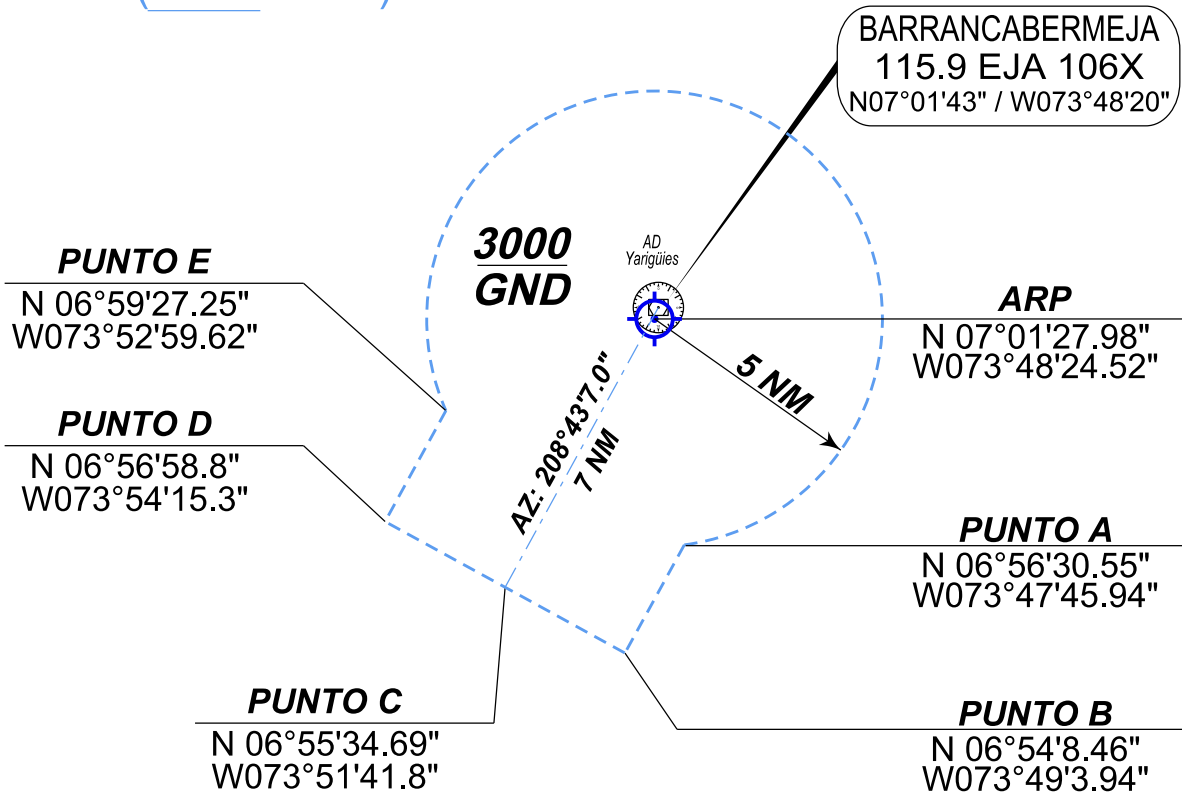 BARRANCABERMEJA
115.9 EJA 106X
N07°01'43" / W073°48'20"
3000
GND
AD
Yarigüies
PUNTO E
N 06°59'27.25"
W073°52'59.62"
ARP
N 07°01'27.98"
W073°48'24.52"
5 NM
AZ: 208°43'7.0"
7 NM
PUNTO D
N 06°56'58.8"
W073°54'15.3"
PUNTO A
N 06°56'30.55"
W073°47'45.94"
PUNTO C
N 06°55'34.69"
W073°51'41.8"
PUNTO B
N 06°54'8.46"
W073°49'3.94"